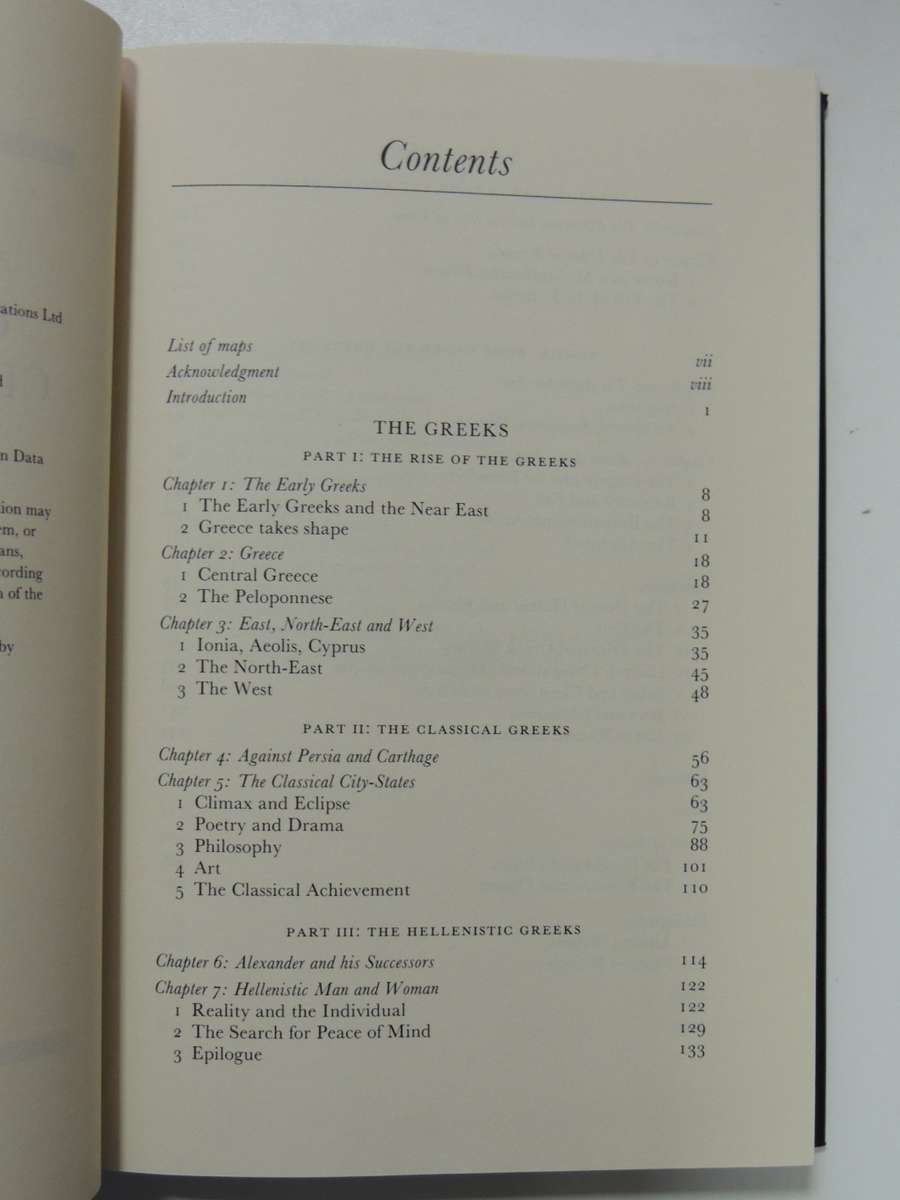 ations Ltd
n Data
ion may
em, or
ans,
cording
n of the
by
Contents
List of maps vii
Acknowledgment viii
Introduction 1
THE GREEKS
PART I: THE RISE OF THE GREEKS
Chapter 1: The Early Greeks 8
1 The Early Greeks and the Near East 8
2 Greece takes shape 11
Chapter 2: Greece 18
1 Central Greece 18
2 The Peloponnese 27
Chapter 3: East, North-East and West 35
1 Ionia, Aeolis, Cyprus 35
2 The North-East 45
3 The West 48
PART II: THE CLASSICAL GREEKS
Chapter 4: Against Persia and Carthage 56
Chapter 5: The Classical City-States 63
1 Climax and Eclipse 63
2 Poetry and Drama 75
3 Philosophy 88
4 Art 101
5 The Classical Achievement 110
PART III: THE HELLENISTIC GREEKS
Chapter 6: Alexander and his Successors 114
Chapter 7: Hellenistic Man and Woman 122
1 Reality and the Individual 122
2 The Search for Peace of Mind 129
3 Epilogue 133